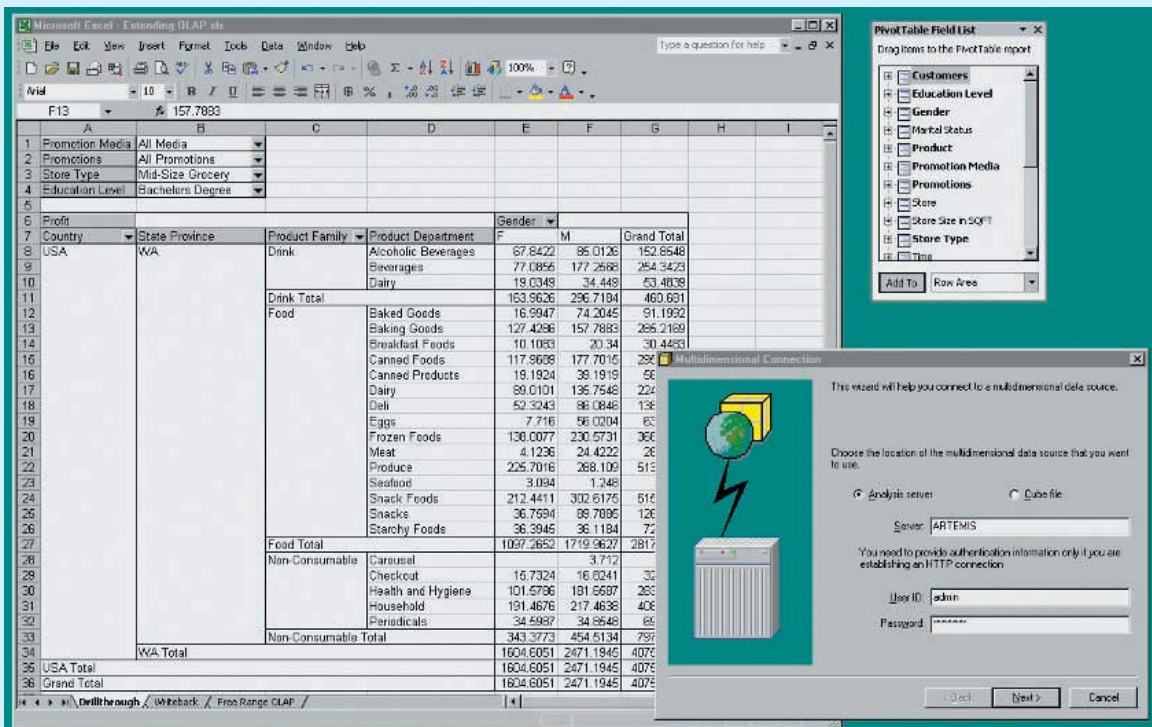 Microsoft Excel - Extending OLAP.xls
File Edit View Insert Format Tools Data Window Help
Type a question for help
100%
Arial 10 B I U
F13 fx 157.7883
A B C D E F G H I
1 Promotion Media All Media
2 Promotions All Promotions
3 Store Type Mid-Size Grocery
4 Education Level Bachelors Degree
5
6 Profit Gender
7 Country State Province Product Family Product Department F M Grand Total
8 USA WA Drink Alcoholic Beverages 67.8422 85.0126 152.8548
9 Beverages 77.0855 177.2568 254.3423
10 Dairy 19.0349 34.449 53.4839
11 Drink Total 163.9626 296.7184 460.681
12 Food Baked Goods 16.9947 74.2045 91.1992
13 Baking Goods 127.4286 157.7883 285.2169
14 Breakfast Foods 10.1083 20.34 30.4483
15 Canned Foods 117.9689 177.7015
16 Canned Products 19.1924 39.1919
17 Dairy 89.0101 135.7548
18 Deli 52.3243 86.0846
19 Eggs 7.716 56.0204
20 Frozen Foods 138.0077 230.5731
21 Meat 4.1236 24.4222
22 Produce 225.7016 288.109 513
23 Seafood 3.094 1.248
24 Snack Foods 212.4411 302.6175 515
25 Snacks 36.7594 89.7885
26 Starchy Foods 36.3945 36.1184 72
27 Food Total 1097.2652 1719.9627 2817
28 Non-Consumable Carousel 3.712
29 Checkout 15.7324 16.8241 32
30 Health and Hygiene 101.5786 181.6587
31 Household 191.4676 217.4638
32 Periodicals 34.5987 34.8548 69
33 Non-Consumable Total 343.3773 454.5134 797
34 WA Total 1604.6051 2471.1945 4075
35 USA Total 1604.6051 2471.1945 4075
36 Grand Total 1604.6051 2471.1945 4075
Drillthrough Writeback Free Range OLAP
PivotTable Field List
Drag items to the PivotTable report
Customers
Education Level
Gender
Marital Status
Product
Promotion Media
Promotions
Store
Store Size in SQFT
Store Type
Time
Add To Row Area
Multidimensional Connection
This wizard will help you connect to a multidimensional data source.
Choose the location of the multidimensional data source that you want
to use.
Analysis server Cube file
Server: ARTEMIS
You need to provide authentication information only if you are
establishing an HTTP connection
User ID: admin
Password:
< Back Next > Cancel